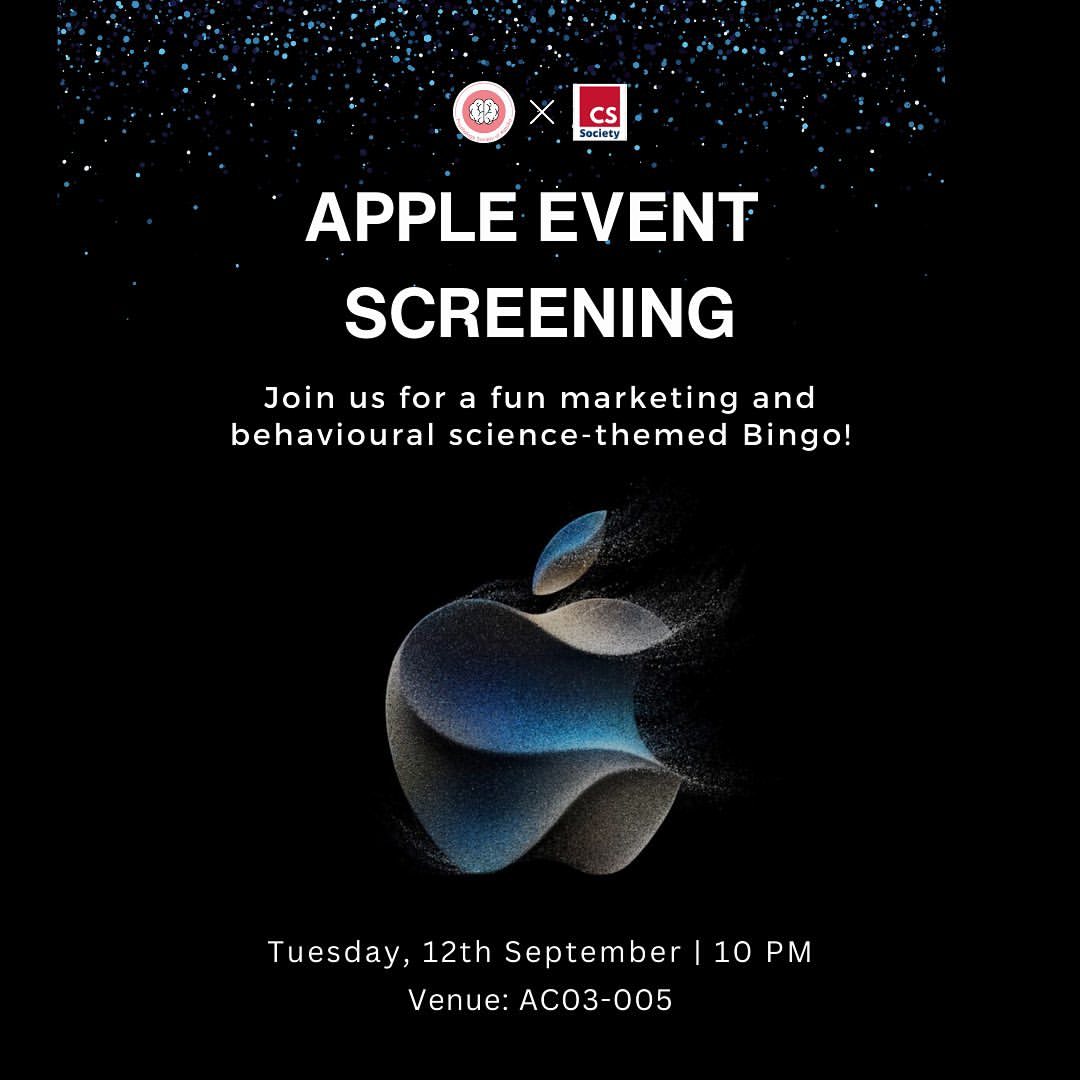 CS
Society
APPLE EVENT
SCREENING
Join us for a fun marketing and
behavioural science-themed Bingo!
Tuesday, 12th September | 10 PM
Venue: AC03-005